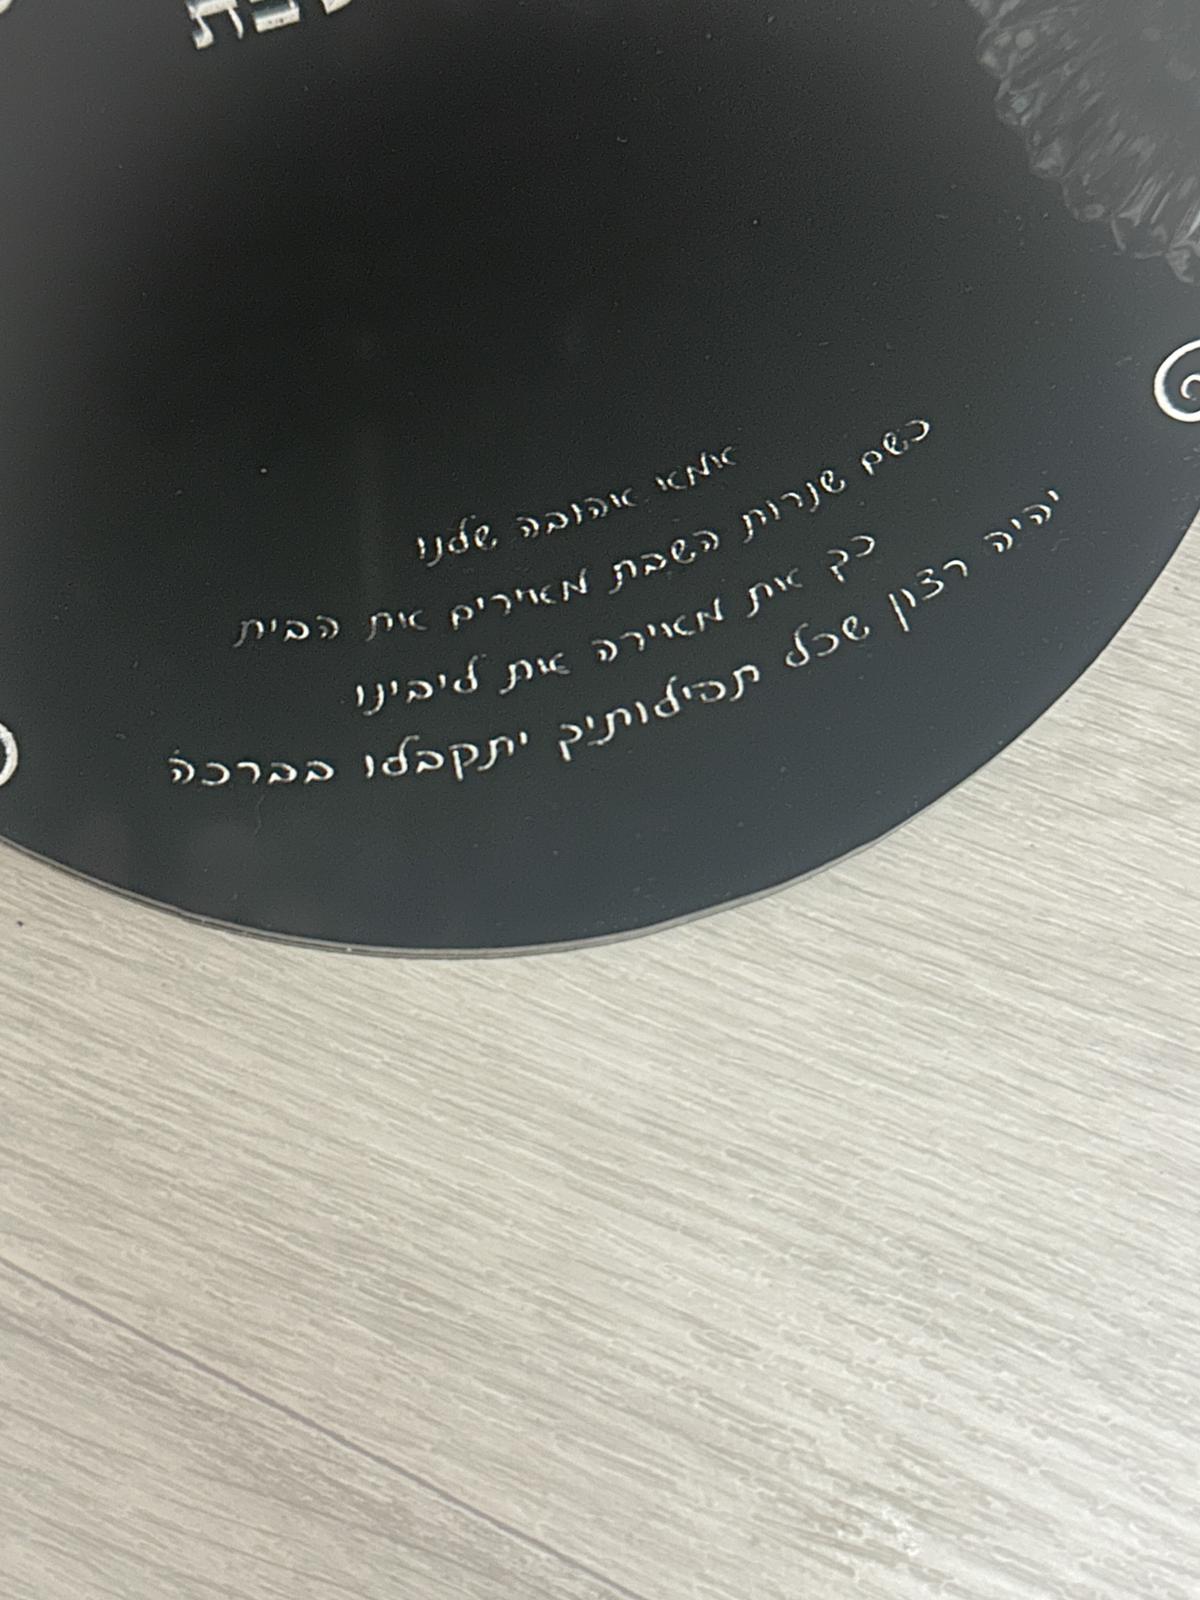 אמא אהובה שלנו
כשם שנרות השבת מאירים את הבית
כך את מאירה את ליבינו
יהיה רצון שכל תפילותיך יתקבלו בברכה